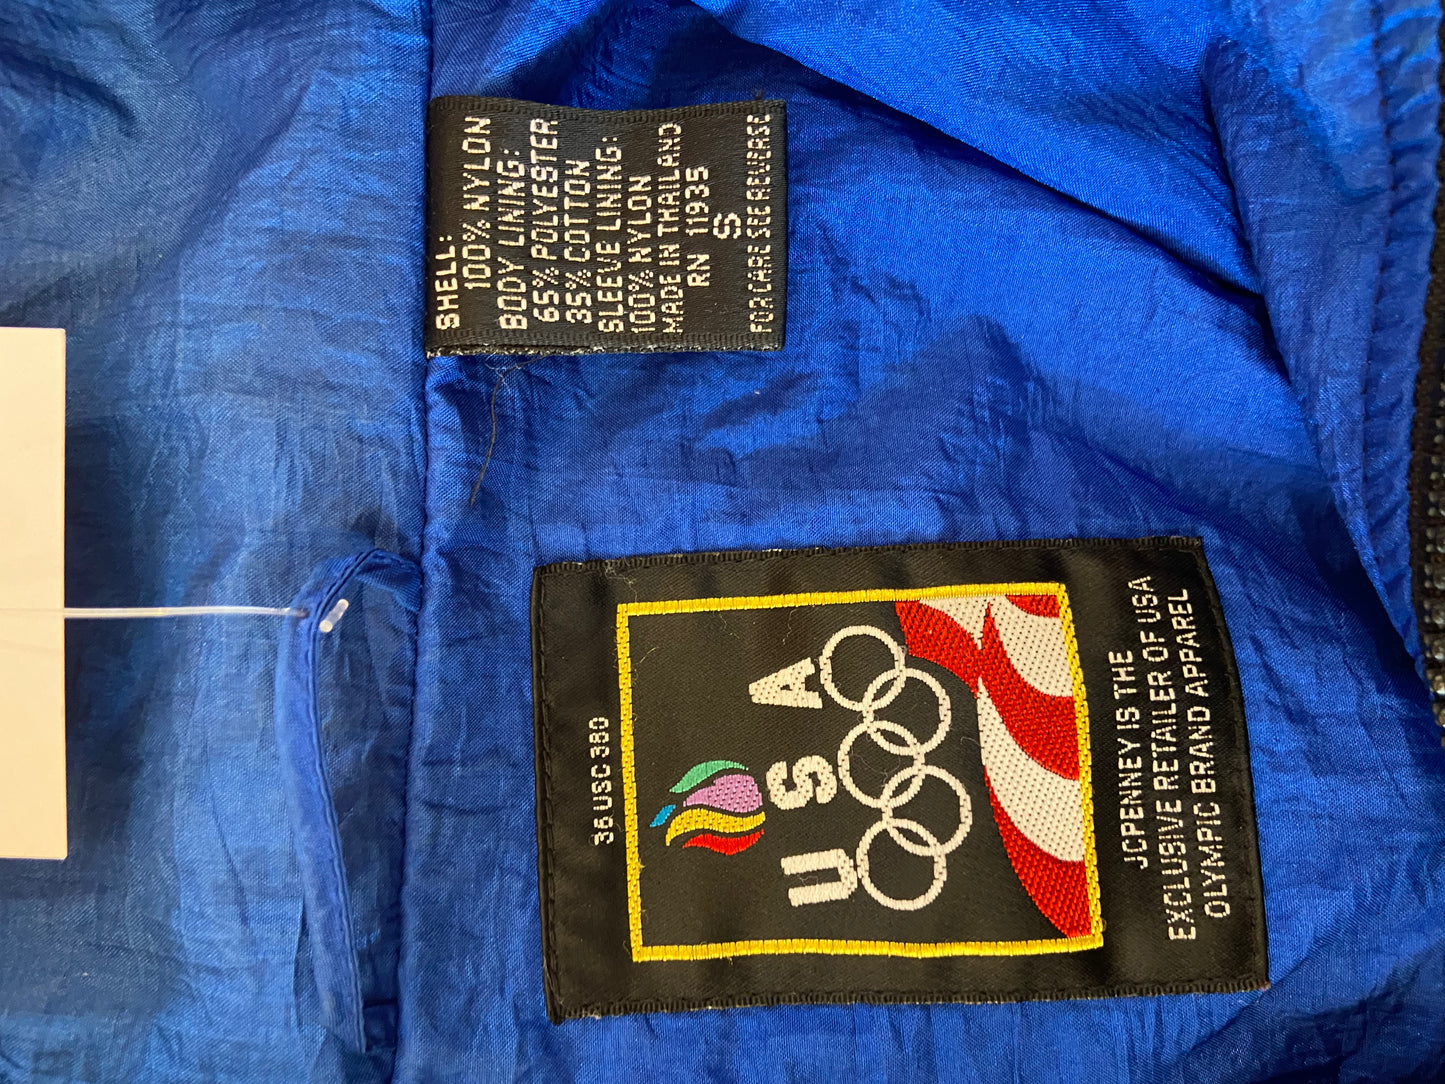 SHELL:
100% NYLON
BODY LINING:
65% POLYESTER
35% COTTON
SLEEVE LINING:
100% NYLON
MADE IN THAILAND
RN 11935
S
FOR CARE SEE REVERSE
36 USC 380
USA
JCPENNEY IS THE
EXCLUSIVE RETAILER OF USA
OLYMPIC BRAND APPAREL